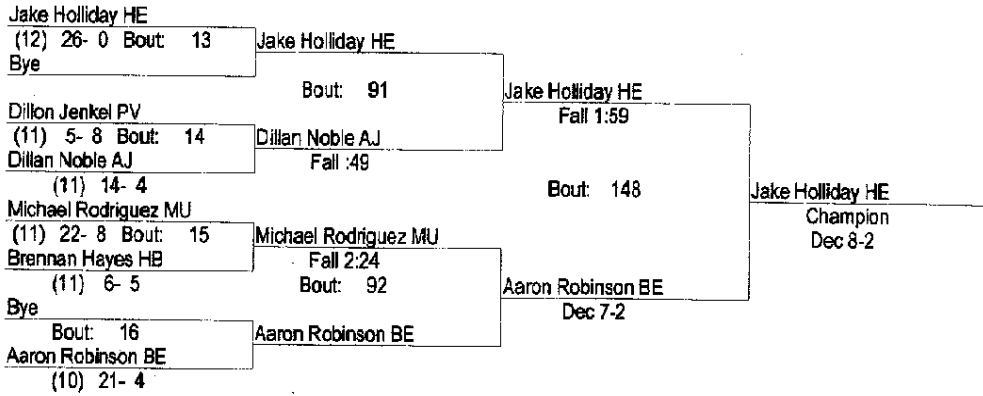 Jake Holliday HE
(12) 26- 0 Bout: 13
Bye
Dillon Jenkel PV
(11) 5- 8 Bout: 14
Dillan Noble AJ
(11) 14- 4
Michael Rodriguez MU
(11) 22- 8 Bout: 15
Brennan Hayes HB
(11) 6- 5
Bye
Bout: 16
Aaron Robinson BE
(10) 21- 4
Jake Holliday HE
Bout: 91
Dillan Noble AJ
Fall :49
Michael Rodriguez MU
Fall 2:24
Bout: 92
Aaron Robinson BE
Jake Holliday HE
Fall 1:59
Bout: 148
Aaron Robinson BE
Dec 7-2
Jake Holliday HE
Champion
Dec 8-2